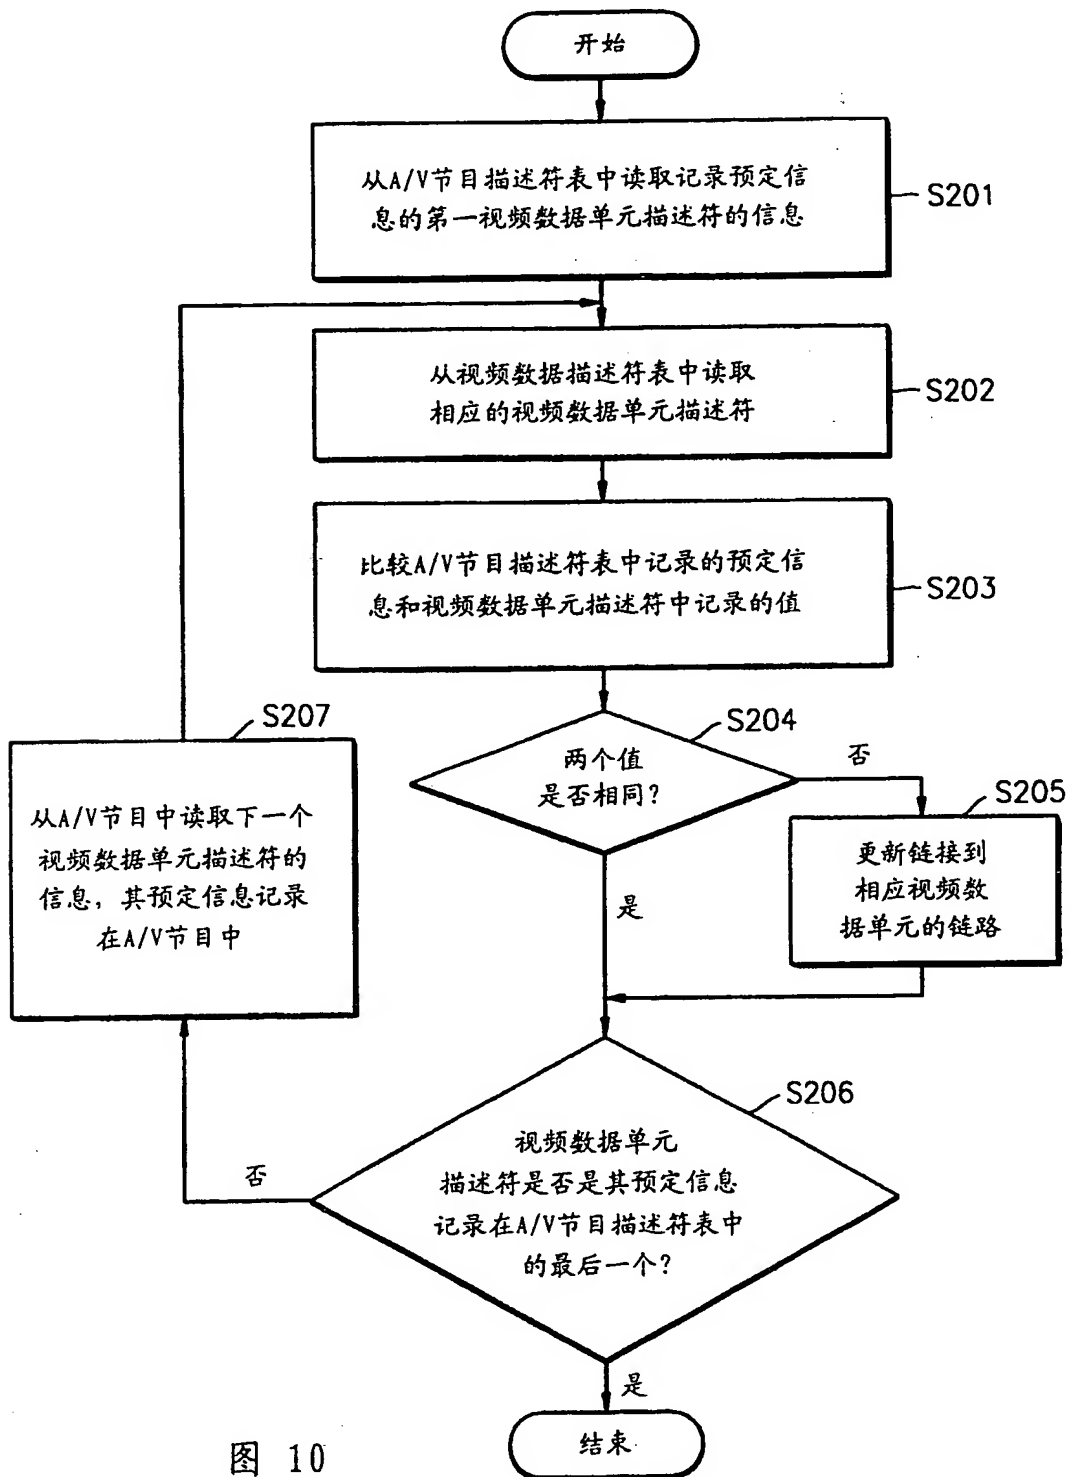 开始
从A/V节目描述符表中读取记录预定信
息的第一视频数据单元描述符的信息
S201
从视频数据描述符表中读取
相应的视频数据单元描述符
S202
比较A/V节目描述符表中记录的预定信
息和视频数据单元描述符中记录的值
S203
S204
两个值
是否相同?
否
是
S205
更新链接到
相应视频数
据单元的链路
S207
从A/V节目中读取下一个
视频数据单元描述符的
信息,其预定信息记录
在A/V节目中
S206
视频数据单元
描述符是否是其预定信息
记录在A/V节目描述符表中
的最后一个?
否
是
结束
图 10